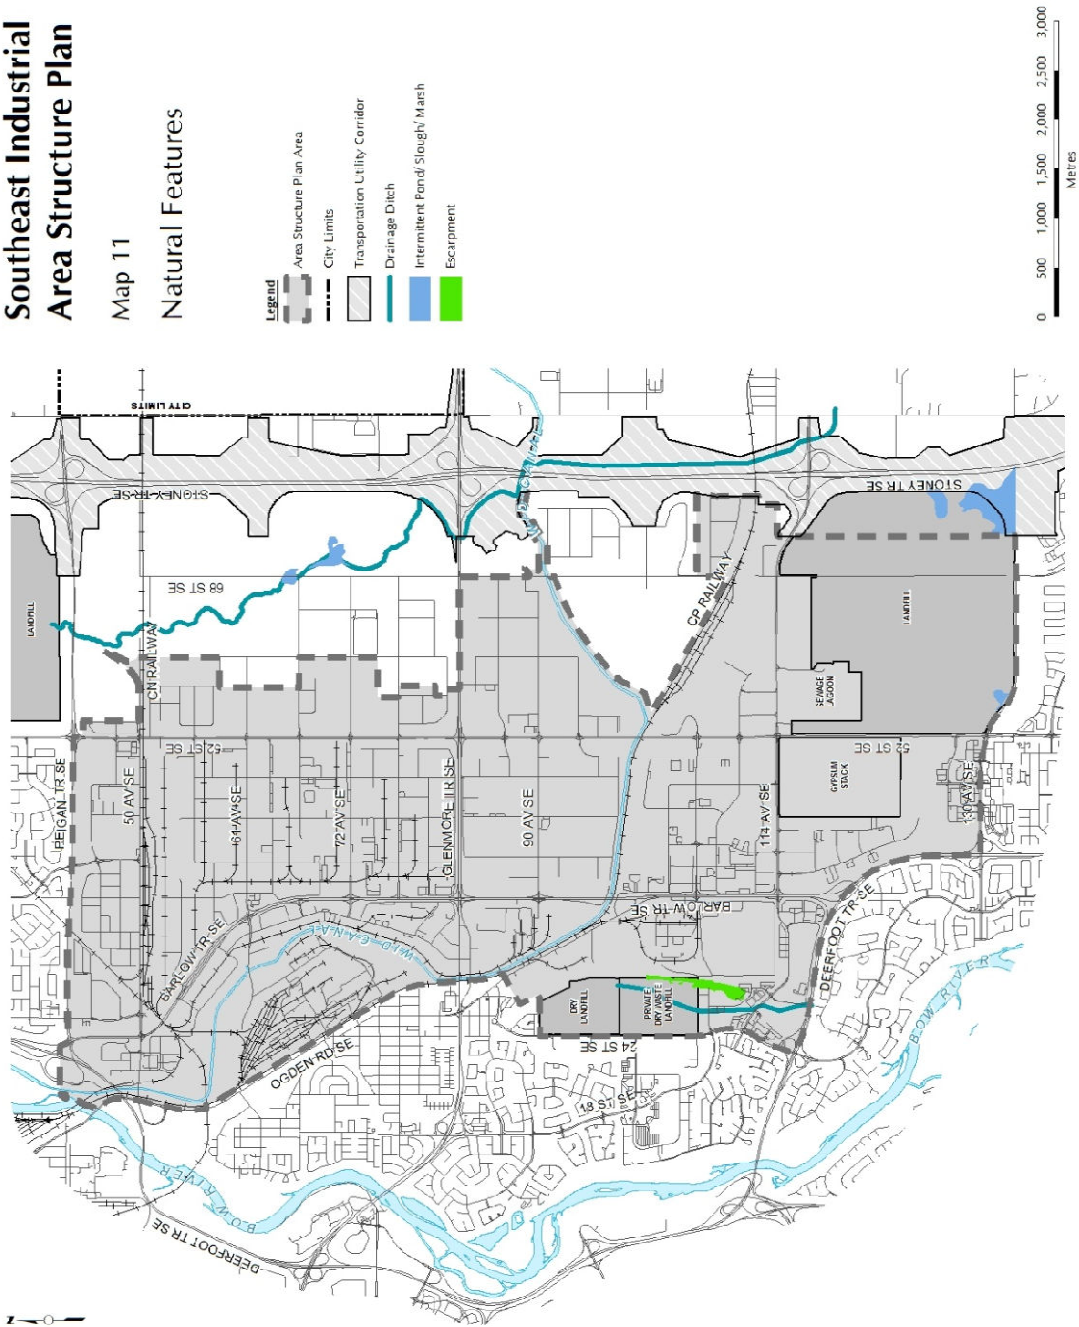 Southeast Industrial
Area Structure Plan
Map 11
Natural Features
Legend
Area Structure Plan Area
City Limits
Transportation Utility Corridor
Drainage Ditch
Intermittent Pond/ Slough/ Marsh
Escarpment
0 500 1,000 1,500 2,000 2,500 3,000
Metres
CITY LIMITS
STONEY TR SE
STONEY TR SE
LANDFILL
68 ST SE
CN RAILWAY
CP RAILWAY
LANDFILL
SEWAGE
LAGOON
52 ST SE
52 ST SE
PEIGAN TR SE
50 AV SE
61 AV SE
72 AV SE
GLENMORE TR SE
90 AV SE
114 AV SE
GYPSUM
STACK
130 AV SE
BARLOW TR SE
BARLOW TR SE
W I D CANAL
W I D CANAL
DEERFOOT TR SE
DRY
LANDFILL
PRIVATE
DRY WASTE
LANDFILL
24 ST SE
OGDEN RD SE
18 ST SE
BOW RIVER
BOW RIVER
DEERFOOT TR SE
N